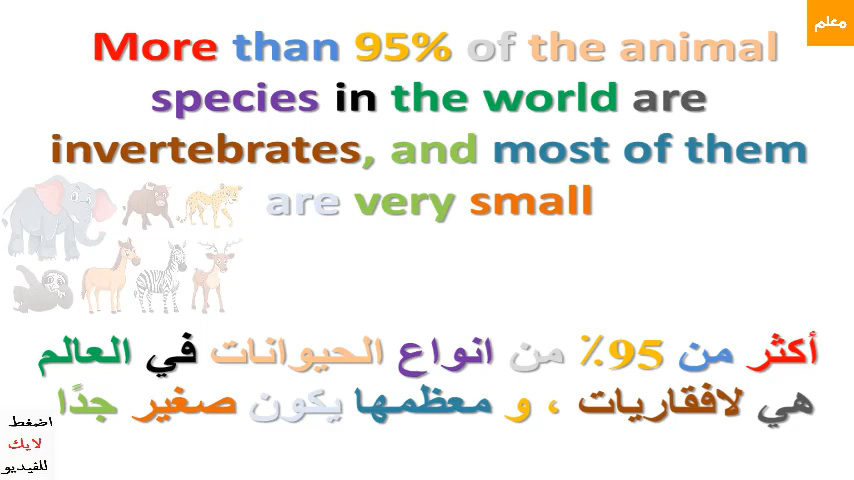 معلم
More than 95% of the animal
species in the world are
invertebrates, and most of them
are very small
أكثر من 95٪ من انواع الحيوانات في العالم
هي لافقاريات ، و معظمها يكون صغير جدًا
اضغط
لايك
للفيديو